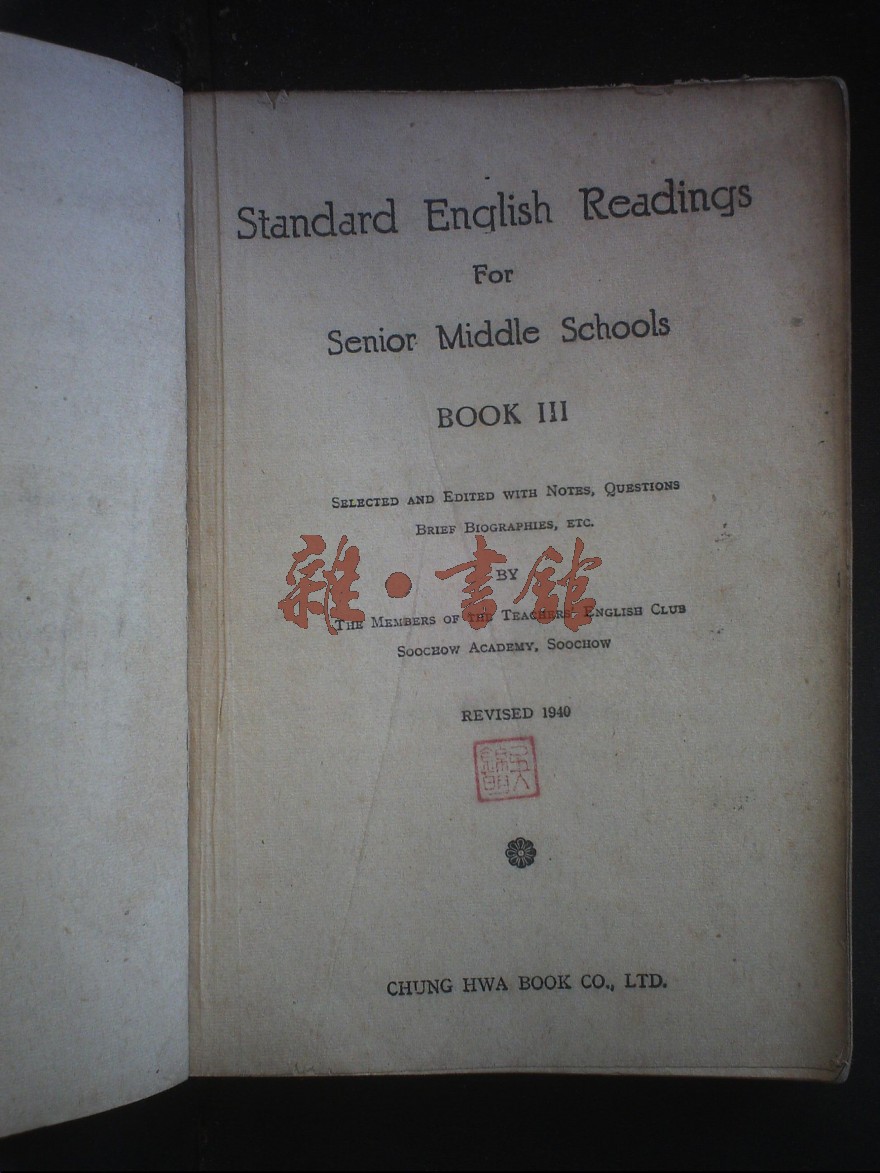 Standard English Readings
For
Senior Middle Schools
BOOK III
SELECTED AND EDITED WITH NOTES, QUESTIONS
BRIEF BIOGRAPHIES, ETC.
BY
雜·書館
THE MEMBERS OF THE TEACHERS' ENGLISH CLUB
SOOCHOW ACADEMY, SOOCHOW
REVISED 1940
CHUNG HWA BOOK CO., LTD.